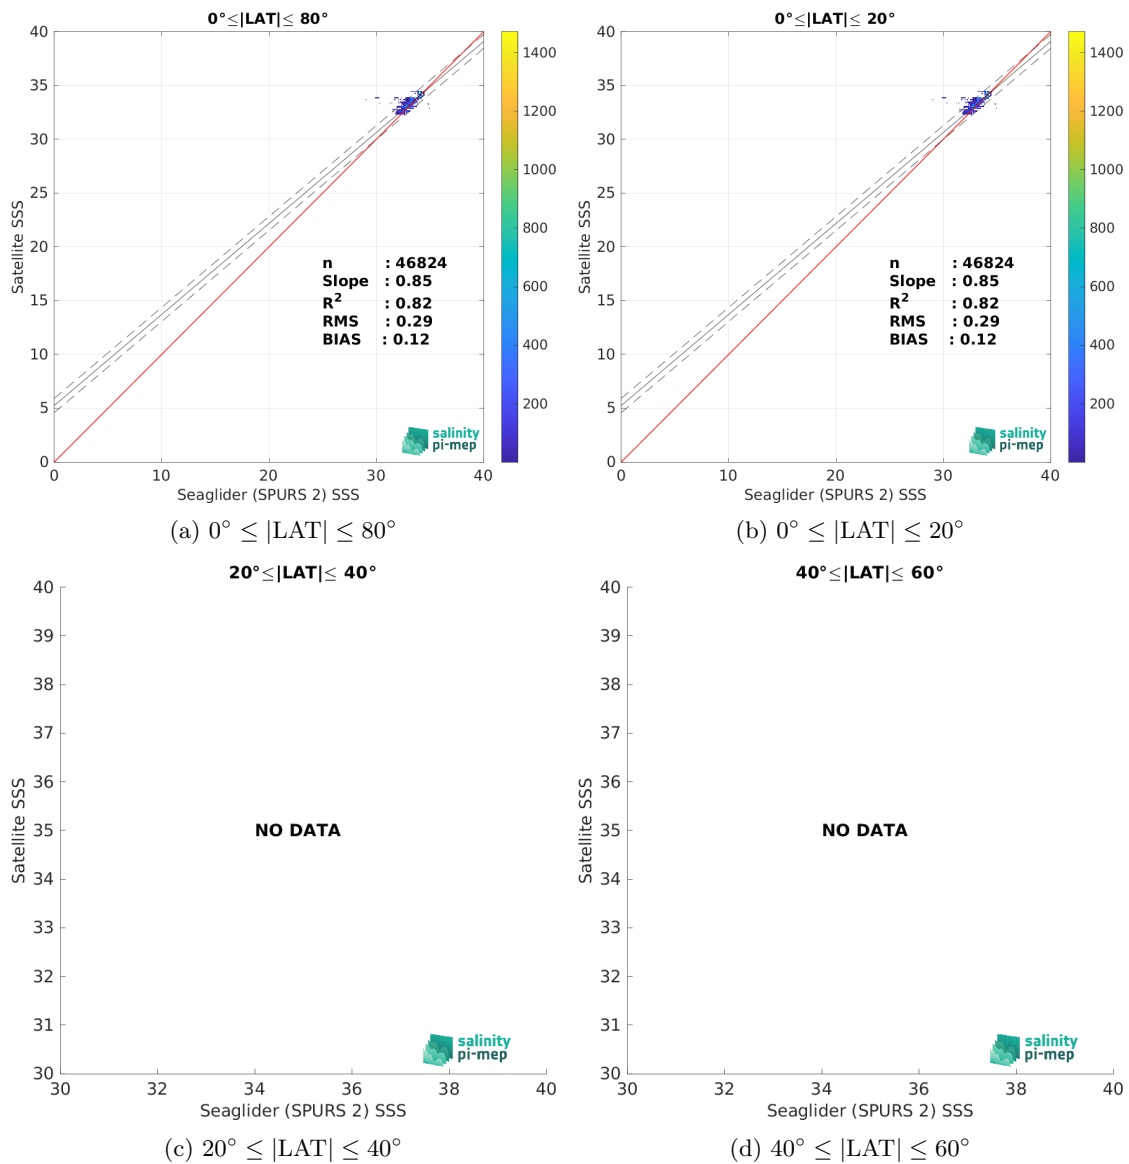 0°≤|LAT|≤ 80°
40
35
30
25
20
15
10
5
0
Satellite SSS
n : 46824
Slope : 0.85
R² : 0.82
RMS : 0.29
BIAS : 0.12
salinity
pi-mep
0 10 20 30 40
Seaglider (SPURS 2) SSS
1400
1200
1000
800
600
400
200
(a) 0° ≤ |LAT| ≤ 80°
0°≤|LAT|≤ 20°
40
35
30
25
20
15
10
5
0
Satellite SSS
n : 46824
Slope : 0.85
R² : 0.82
RMS : 0.29
BIAS : 0.12
salinity
pi-mep
0 10 20 30 40
Seaglider (SPURS 2) SSS
1400
1200
1000
800
600
400
200
(b) 0° ≤ |LAT| ≤ 20°
20°≤|LAT|≤ 40°
40
39
38
37
36
35
34
33
32
31
30
Satellite SSS
NO DATA
salinity
pi-mep
30 32 34 36 38 40
Seaglider (SPURS 2) SSS
(c) 20° ≤ |LAT| ≤ 40°
40°≤|LAT|≤ 60°
40
39
38
37
36
35
34
33
32
31
30
Satellite SSS
NO DATA
salinity
pi-mep
30 32 34 36 38 40
Seaglider (SPURS 2) SSS
(d) 40° ≤ |LAT| ≤ 60°